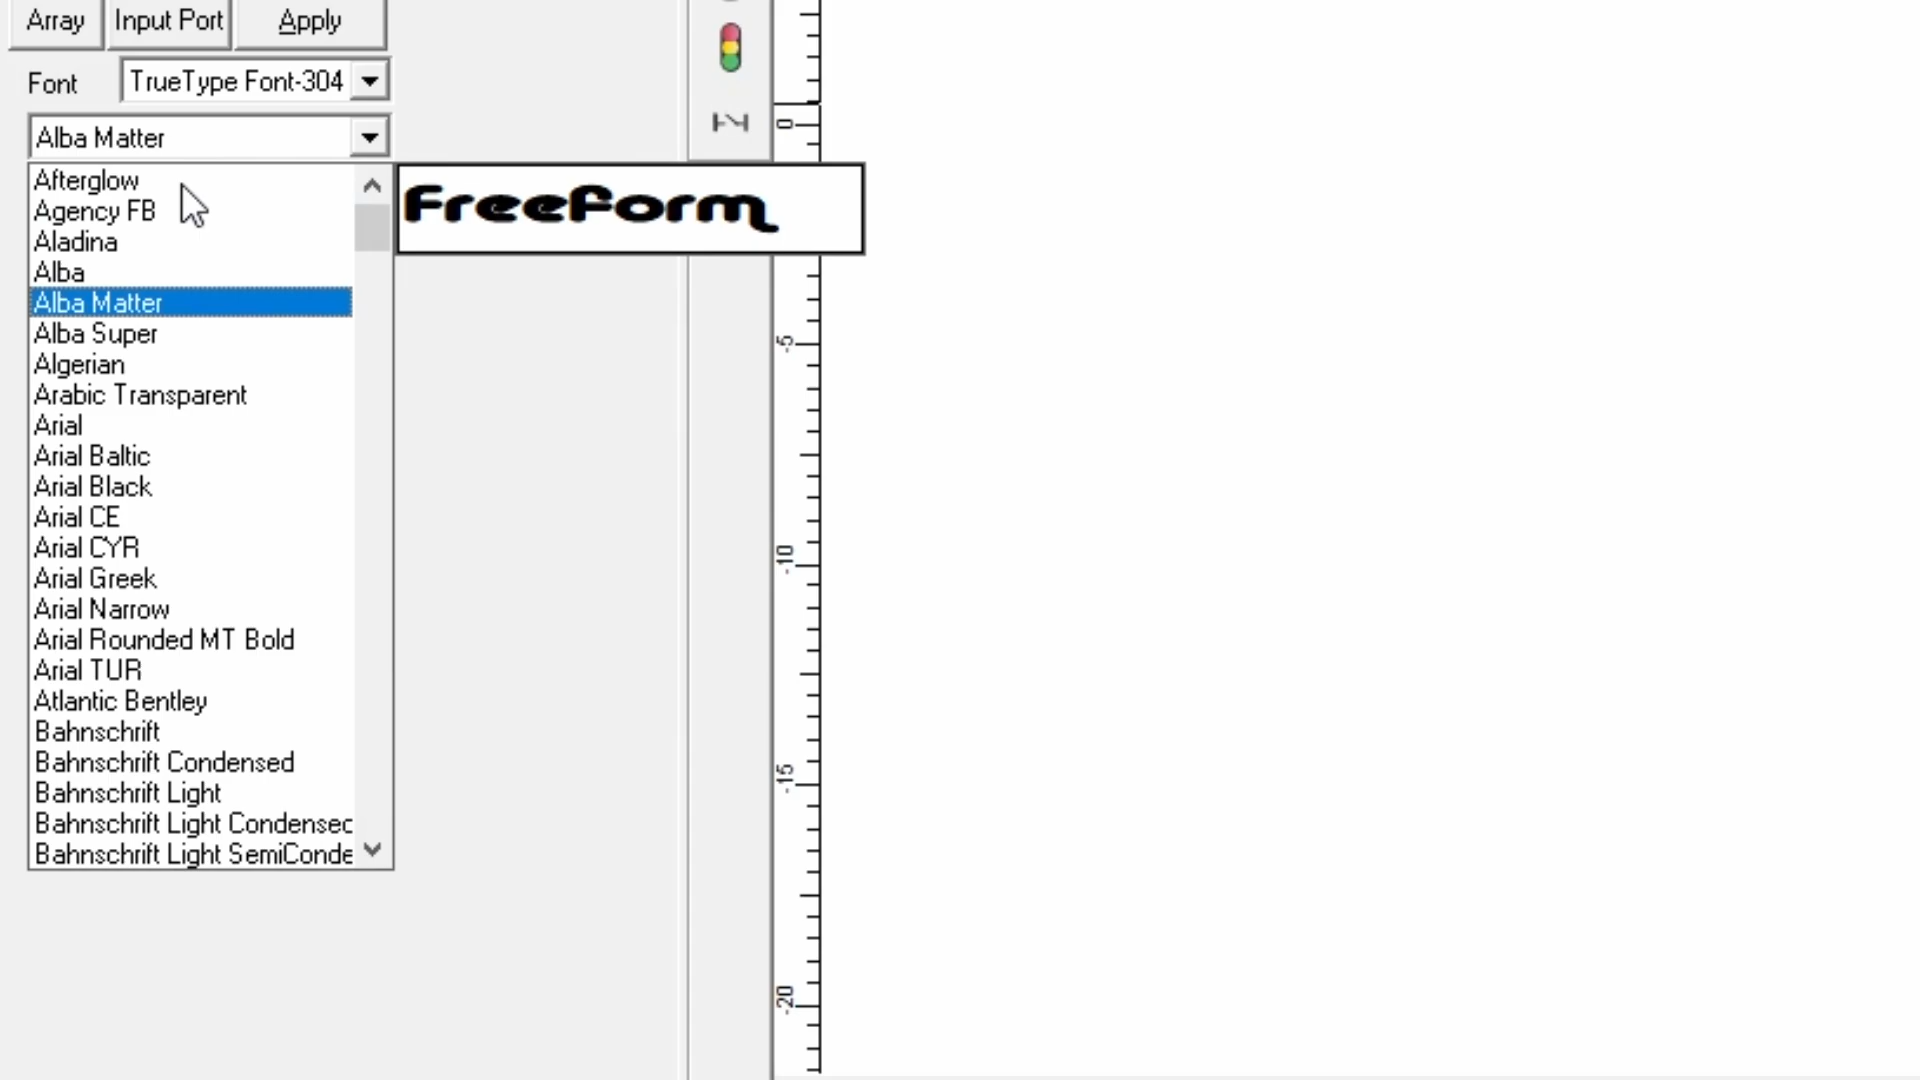 Array Input Port Apply
Font TrueType Font-304
Alba Matter
Afterglow
Agency FB
Aladina
Alba
Alba Matter
Alba Super
Algerian
Arabic Transparent
Arial
Arial Baltic
Arial Black
Arial CE
Arial CYR
Arial Greek
Arial Narrow
Arial Rounded MT Bold
Arial TUR
Atlantic Bentley
Bahnschrift
Bahnschrift Condensed
Bahnschrift Light
Bahnschrift Light Condensec
Bahnschrift Light SemiConde
FreeForm
0
-5
-10
-15
-20